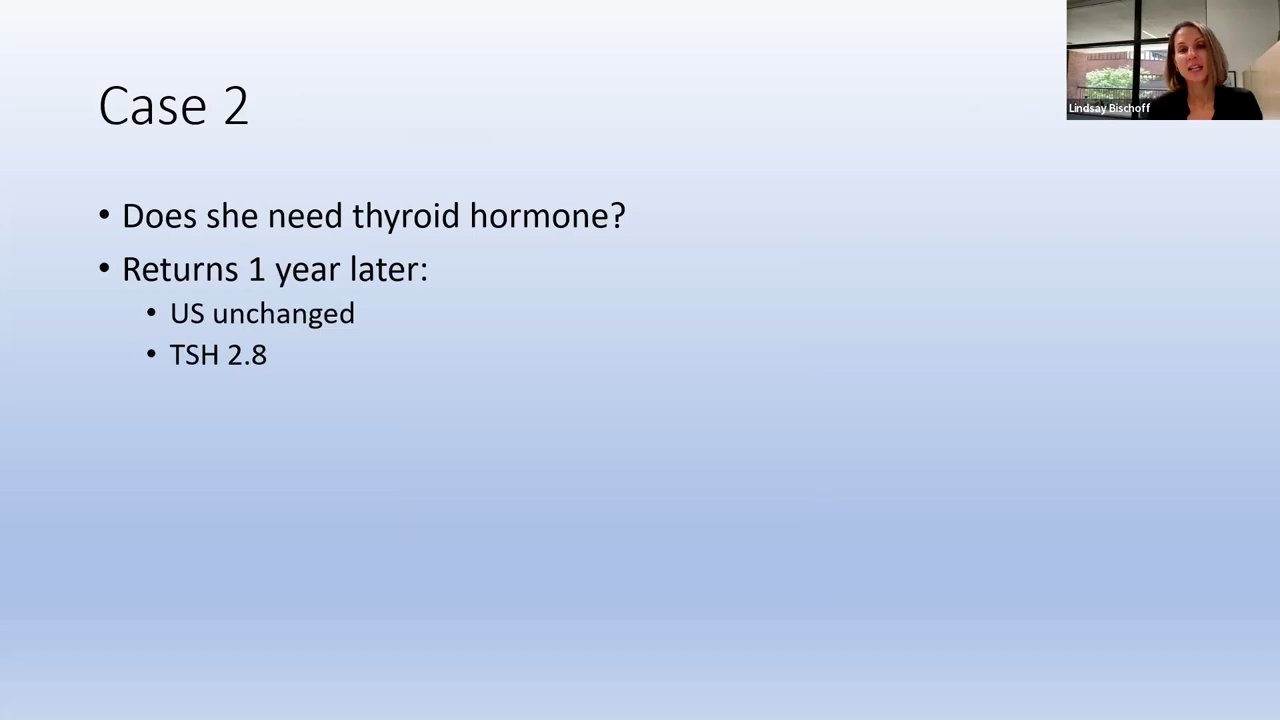 Lindsay Bischoff
Case 2
• Does she need thyroid hormone?
• Returns 1 year later:
• US unchanged
• TSH 2.8